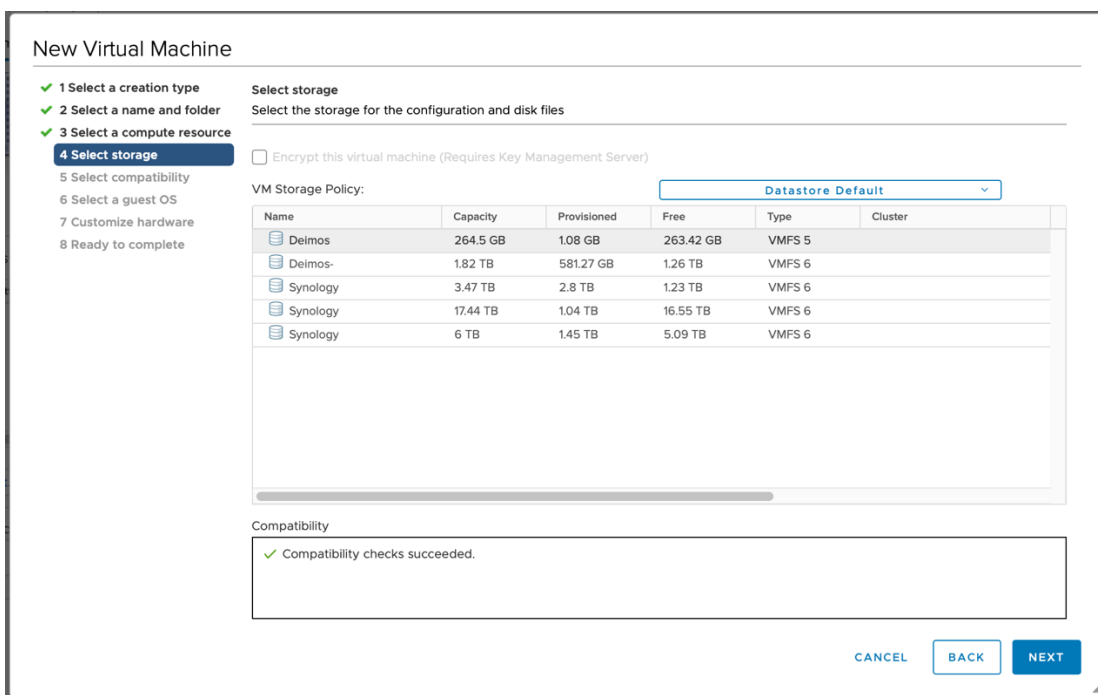 New Virtual Machine
1 Select a creation type
2 Select a name and folder
3 Select a compute resource
4 Select storage
5 Select compatibility
6 Select a guest OS
7 Customize hardware
8 Ready to complete
Select storage
Select the storage for the configuration and disk files
Encrypt this virtual machine (Requires Key Management Server)
VM Storage Policy: Datastore Default
Name Capacity Provisioned Free Type Cluster
Deimos 264.5 GB 1.08 GB 263.42 GB VMFS 5
Deimos- 1.82 TB 581.27 GB 1.26 TB VMFS 6
Synology 3.47 TB 2.8 TB 1.23 TB VMFS 6
Synology 17.44 TB 1.04 TB 16.55 TB VMFS 6
Synology 6 TB 1.45 TB 5.09 TB VMFS 6
Compatibility
Compatibility checks succeeded.
CANCEL BACK NEXT